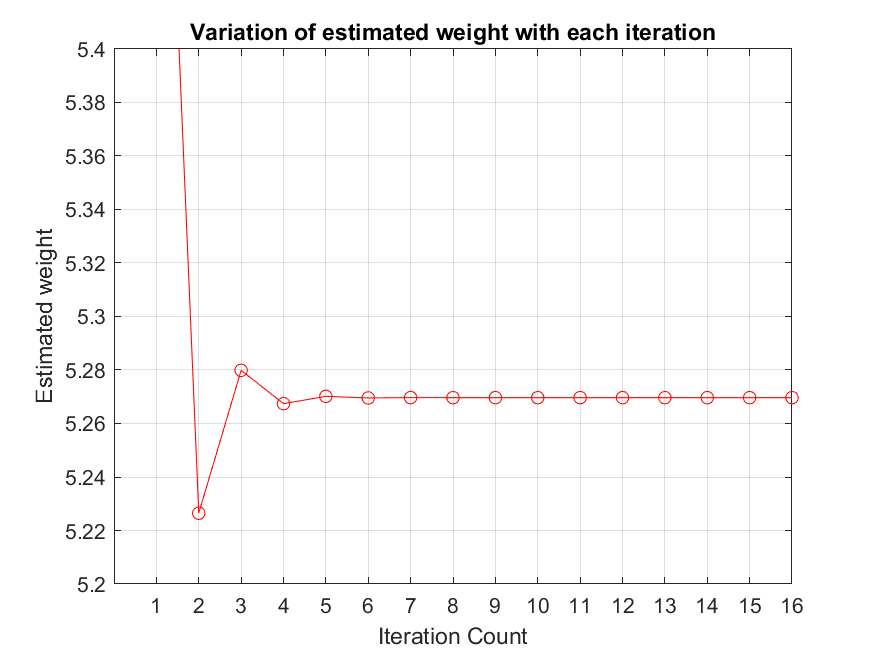 Variation of estimated weight with each iteration
5.4
5.38
5.36
5.34
5.32
5.3
5.28
5.26
5.24
5.22
5.2
Estimated weight
1 2 3 4 5 6 7 8 9 10 11 12 13 14 15 16
Iteration Count